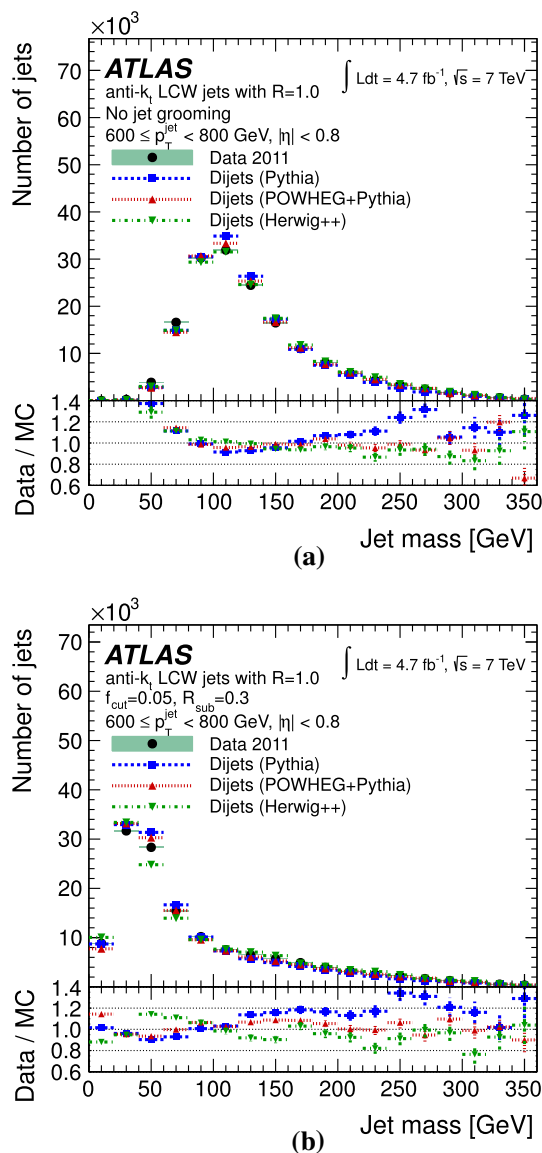 ×10³
Number of jets
70
60
50
40
30
20
10
ATLAS
∫ Ldt = 4.7 fb⁻¹, √s = 7 TeV
anti-kₜ LCW jets with R=1.0
No jet grooming
600 ≤ p_T^jet < 800 GeV, |η| < 0.8
Data 2011
Dijets (Pythia)
Dijets (POWHEG+Pythia)
Dijets (Herwig++)
Data / MC
1.4
1.2
1.0
0.8
0.6
0 50 100 150 200 250 300 350
Jet mass [GeV]
(a)
×10³
Number of jets
70
60
50
40
30
20
10
ATLAS
∫ Ldt = 4.7 fb⁻¹, √s = 7 TeV
anti-kₜ LCW jets with R=1.0
f_cut=0.05, R_sub=0.3
600 ≤ p_T^jet < 800 GeV, |η| < 0.8
Data 2011
Dijets (Pythia)
Dijets (POWHEG+Pythia)
Dijets (Herwig++)
Data / MC
1.4
1.2
1.0
0.8
0.6
0 50 100 150 200 250 300 350
Jet mass [GeV]
(b)